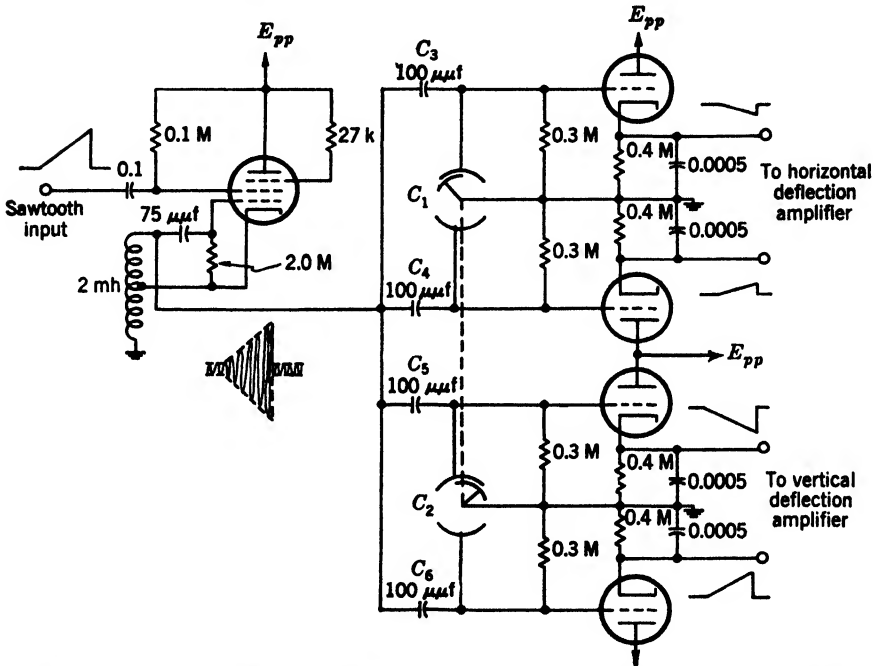 E_pp
E_pp
C_3
100 μμf
0.1 M
27 k
0.3 M
0.4 M
0.0005
To horizontal
deflection
amplifier
0.1
Sawtooth
input
75 μμf
C_1
0.4 M
0.0005
2.0 M
0.3 M
2 mh
C_4
100 μμf
E_pp
C_5
100 μμf
0.3 M
0.4 M
0.0005
To vertical
deflection
amplifier
C_2
0.4 M
0.0005
0.3 M
C_6
100 μμf